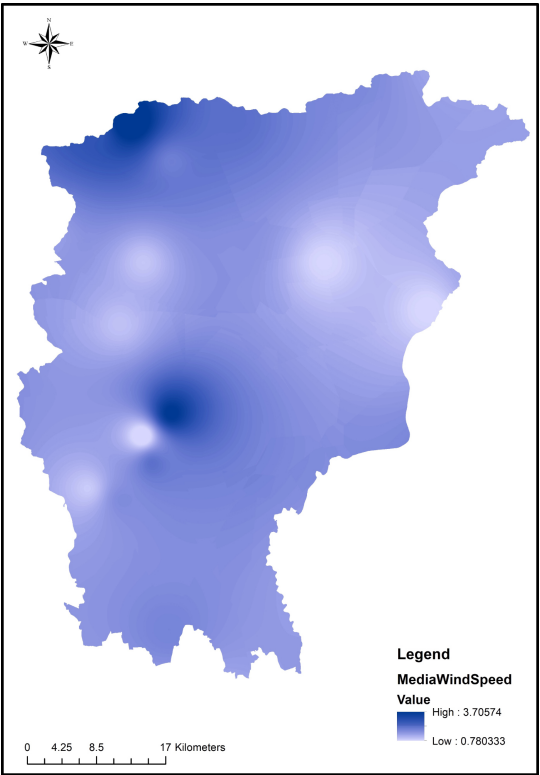 N
W E
S
Legend
MediaWindSpeed
Value
High : 3.70574
Low : 0.780333
0 4.25 8.5 17 Kilometers